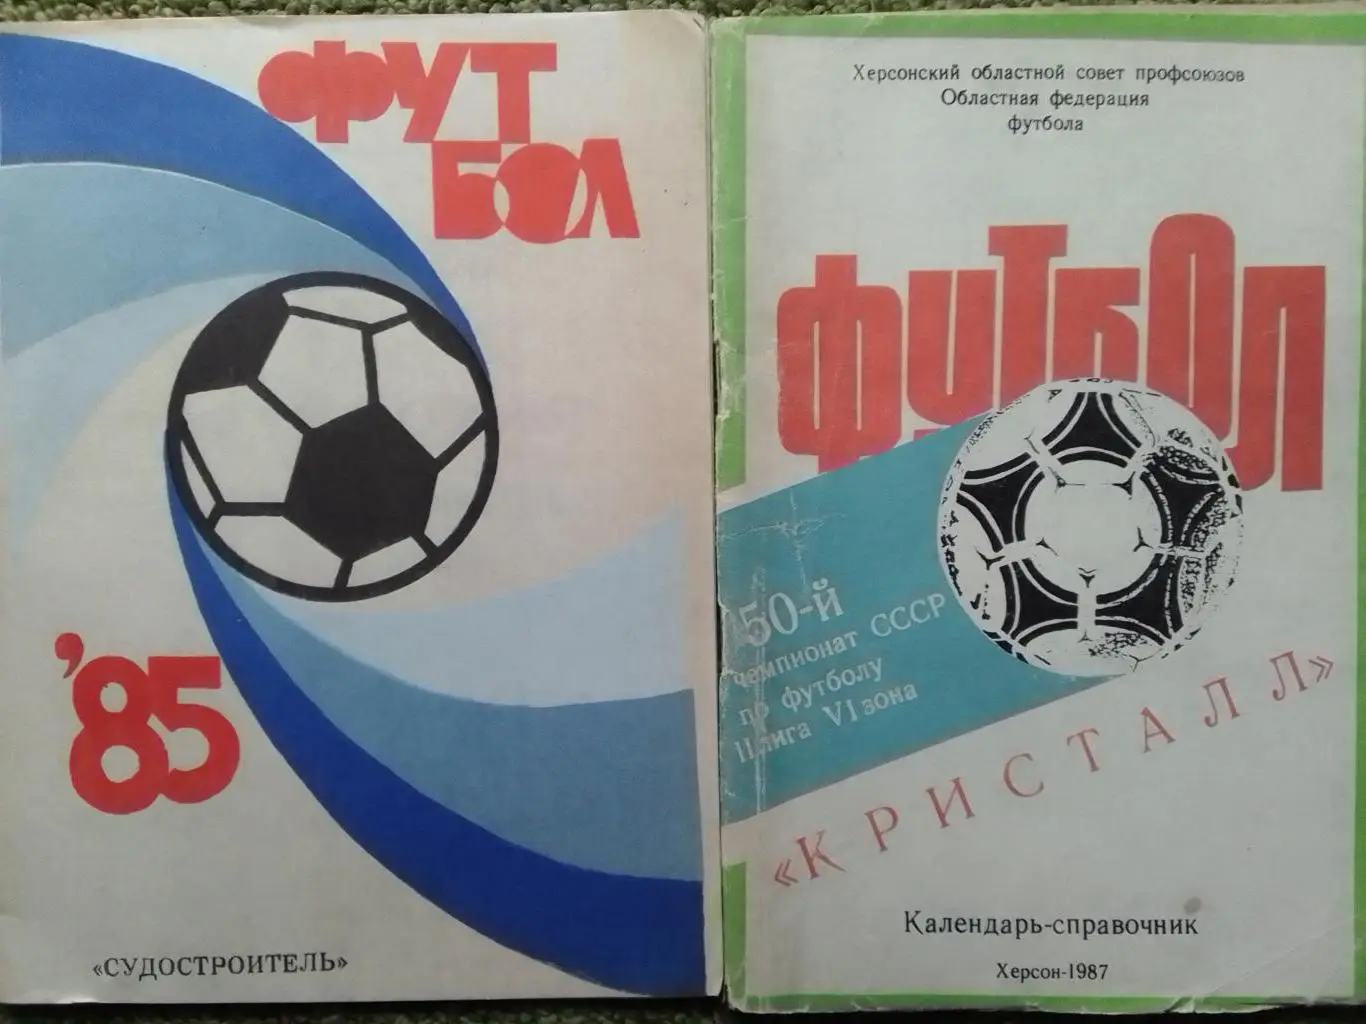 ФУТ
БОЛ
'85
«СУДОСТРОИТЕЛЬ»
Херсонский областной совет профсоюзов
Областная федерация
футбола
ФУТБОЛ
50-й
чемпионат СССР
по футболу
II лига VI зона
«КРИСТАЛЛ»
Календарь-справочник
Херсон-1987